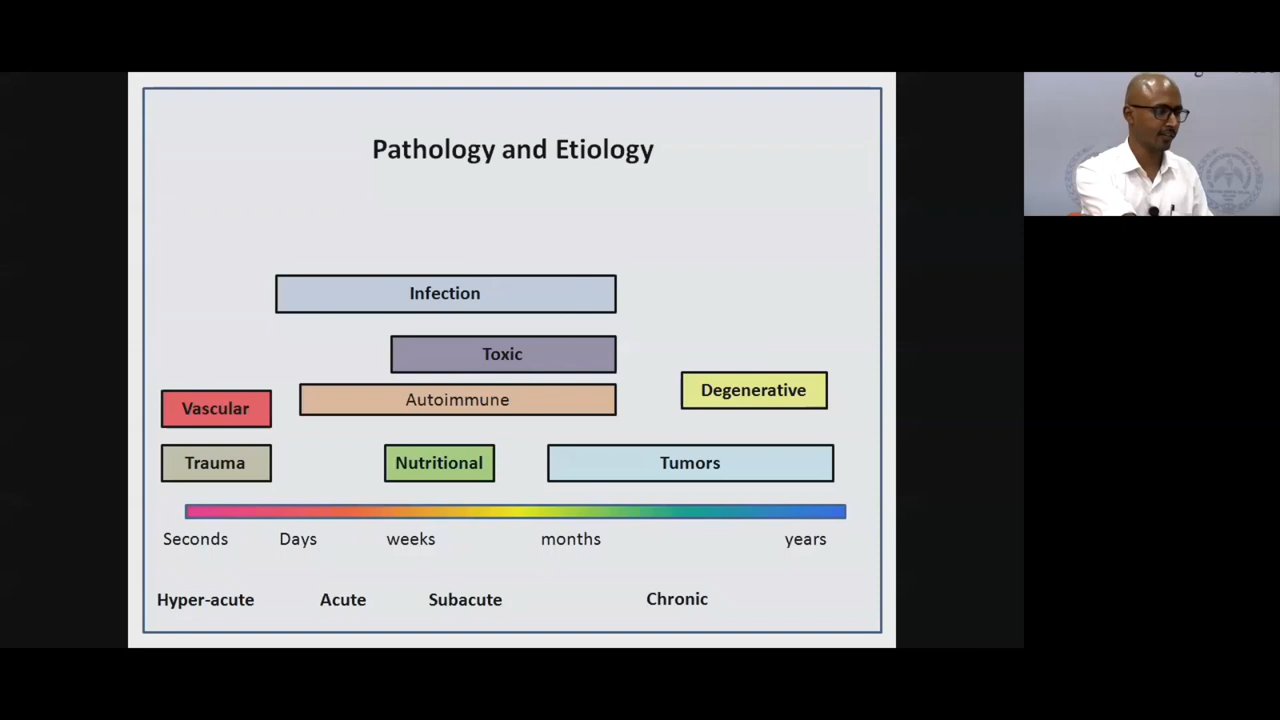 Pathology and Etiology
Infection
Toxic
Degenerative
Autoimmune
Vascular
Trauma
Nutritional
Tumors
Seconds Days weeks months years
Hyper-acute Acute Subacute Chronic